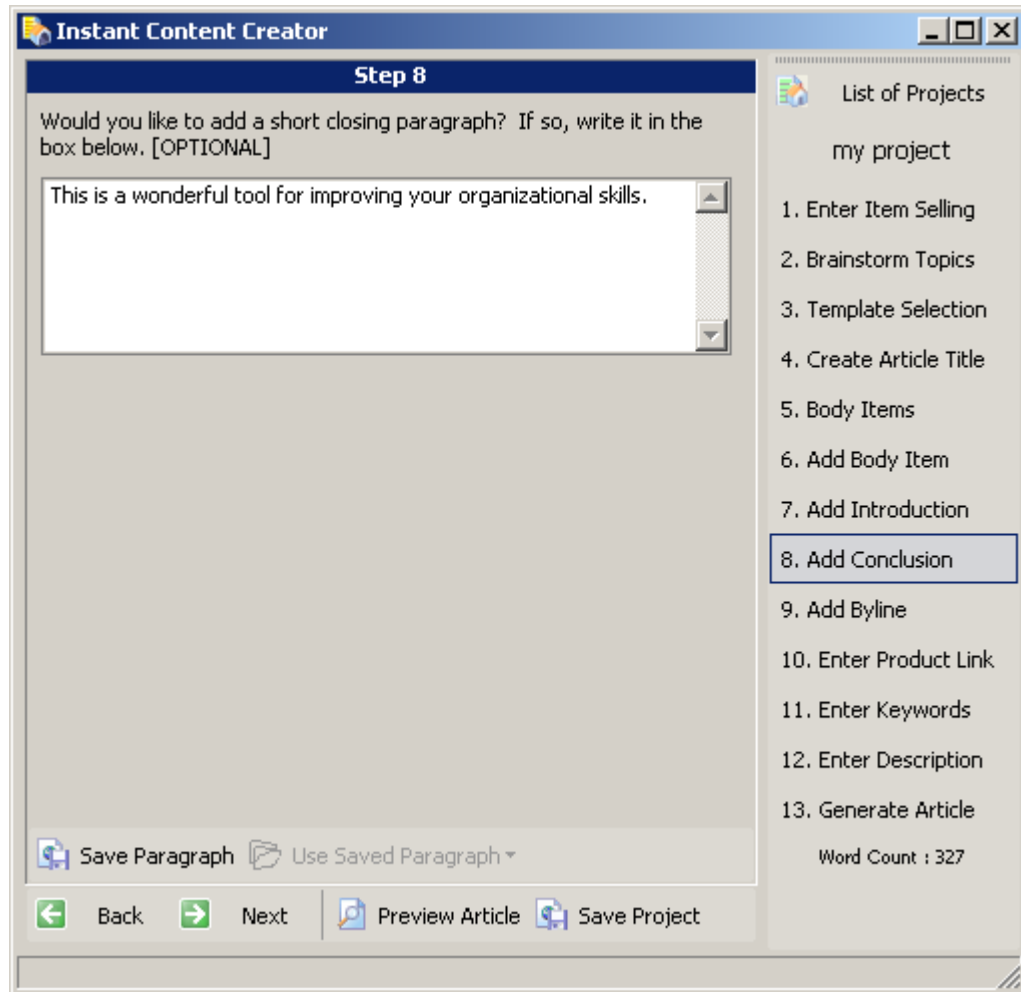 Instant Content Creator
Step 8
Would you like to add a short closing paragraph?  If so, write it in the
box below. [OPTIONAL]
This is a wonderful tool for improving your organizational skills.
Save Paragraph
Use Saved Paragraph
Back
Next
Preview Article
Save Project
List of Projects
my project
1. Enter Item Selling
2. Brainstorm Topics
3. Template Selection
4. Create Article Title
5. Body Items
6. Add Body Item
7. Add Introduction
8. Add Conclusion
9. Add Byline
10. Enter Product Link
11. Enter Keywords
12. Enter Description
13. Generate Article
Word Count : 327